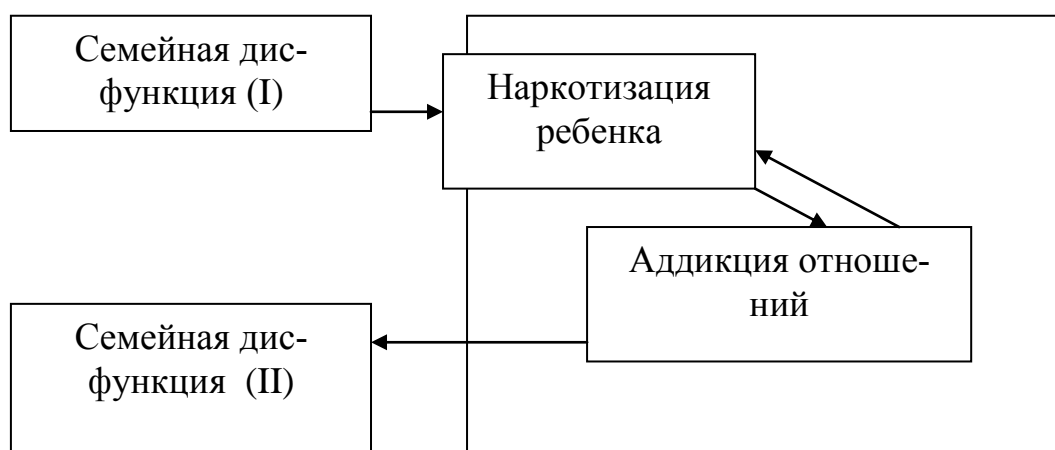 Семейная дис-
функция (I)
Наркотизация
ребенка
Аддикция отноше-
ний
Семейная дис-
функция (II)